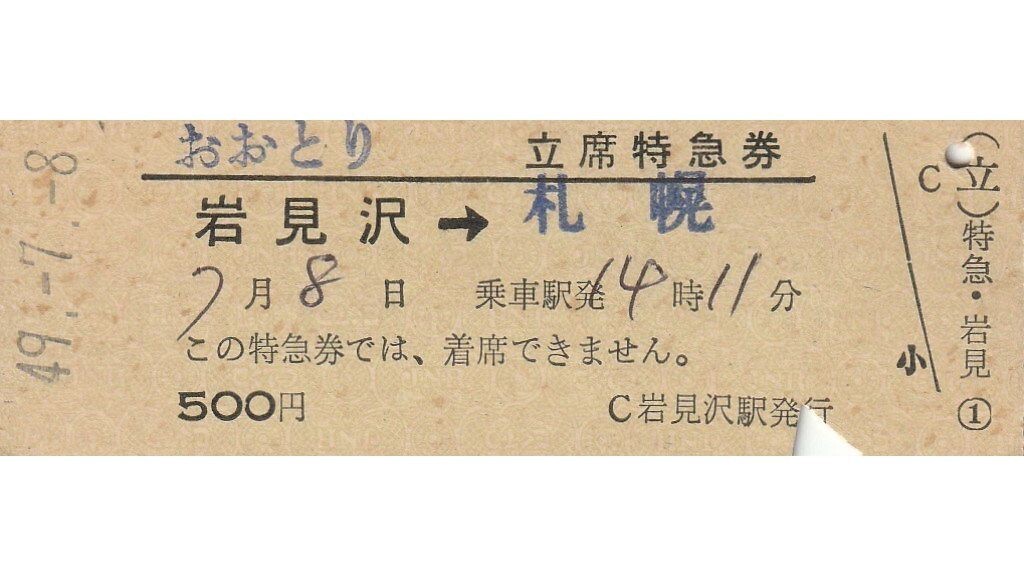 49.-7.-8
おおとり 立席特急券
岩見沢➔札幌
7月8日 乗車駅発14時11分
この特急券では、着席できません。
500円 C岩見沢駅発行
C
小
(立)特急・岩見①